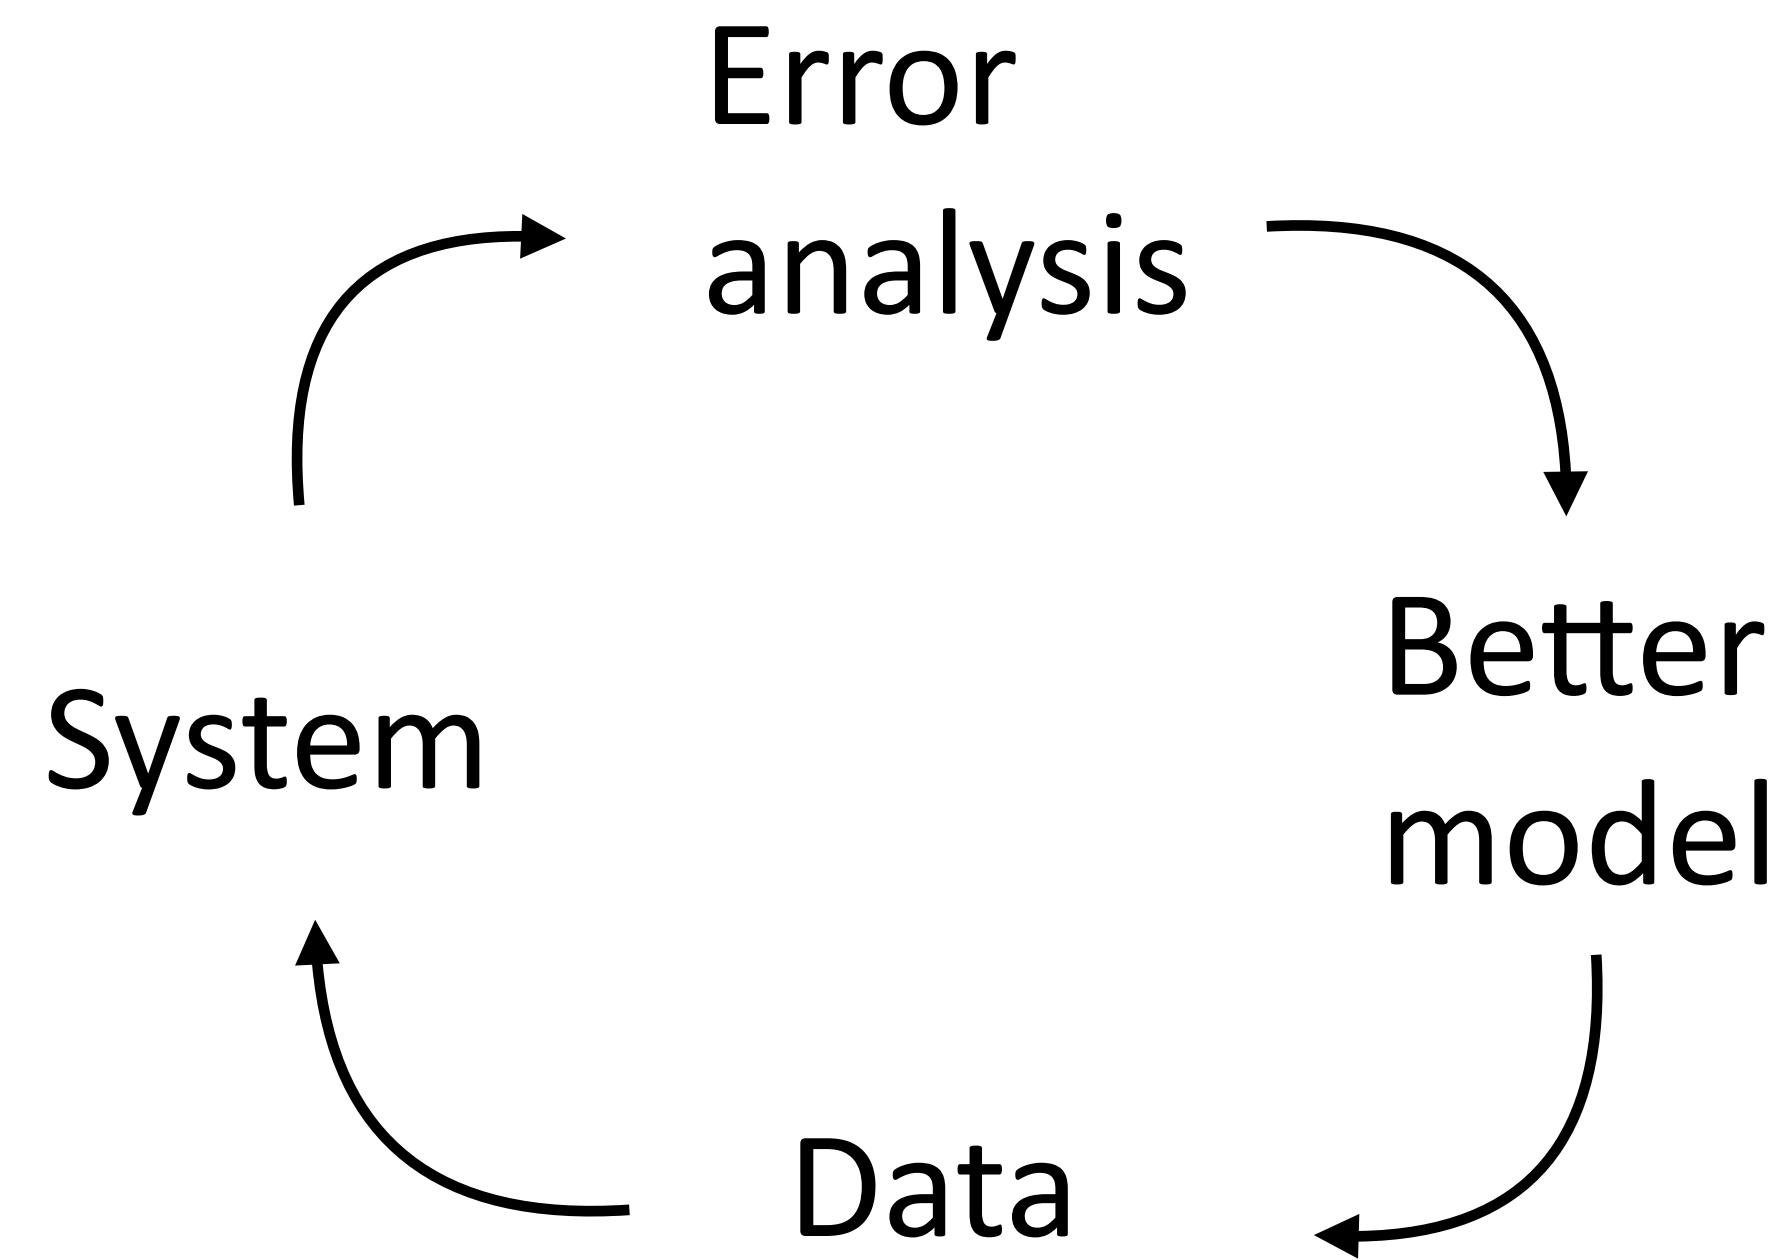 Error
analysis
Better
model
System
Data